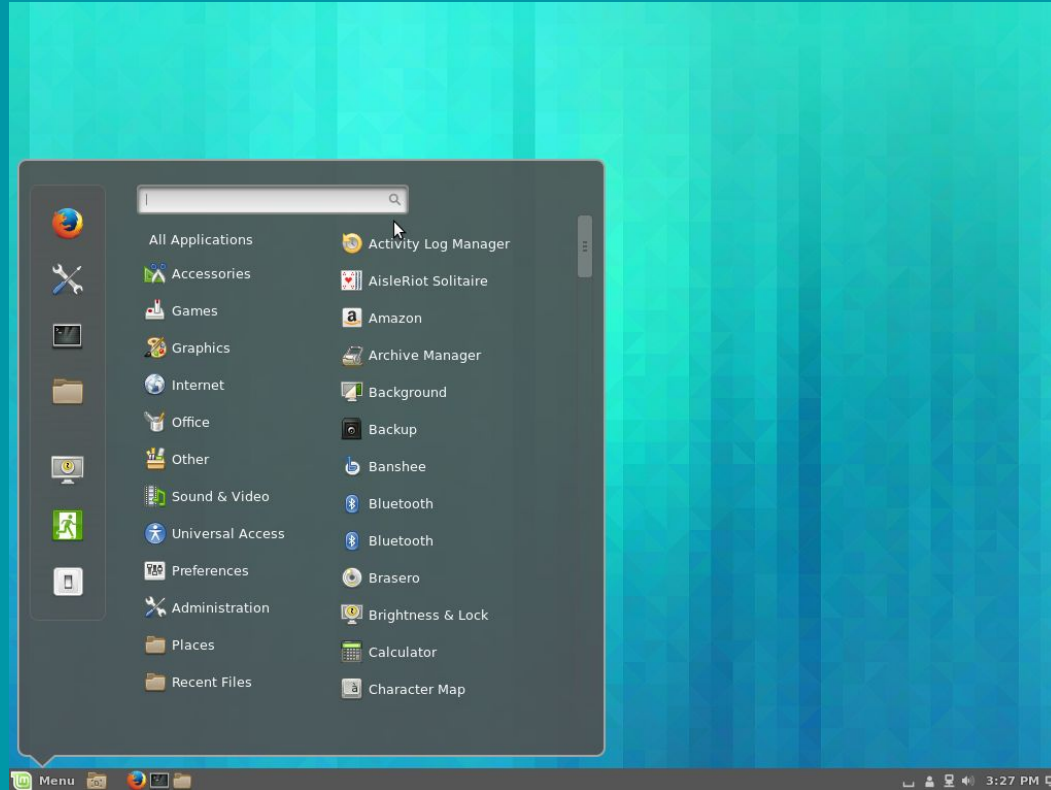 All Applications
Accessories
Games
Graphics
Internet
Office
Other
Sound & Video
Universal Access
Preferences
Administration
Places
Recent Files
Activity Log Manager
AisleRiot Solitaire
Amazon
Archive Manager
Background
Backup
Banshee
Bluetooth
Bluetooth
Brasero
Brightness & Lock
Calculator
Character Map
Menu
3:27 PM